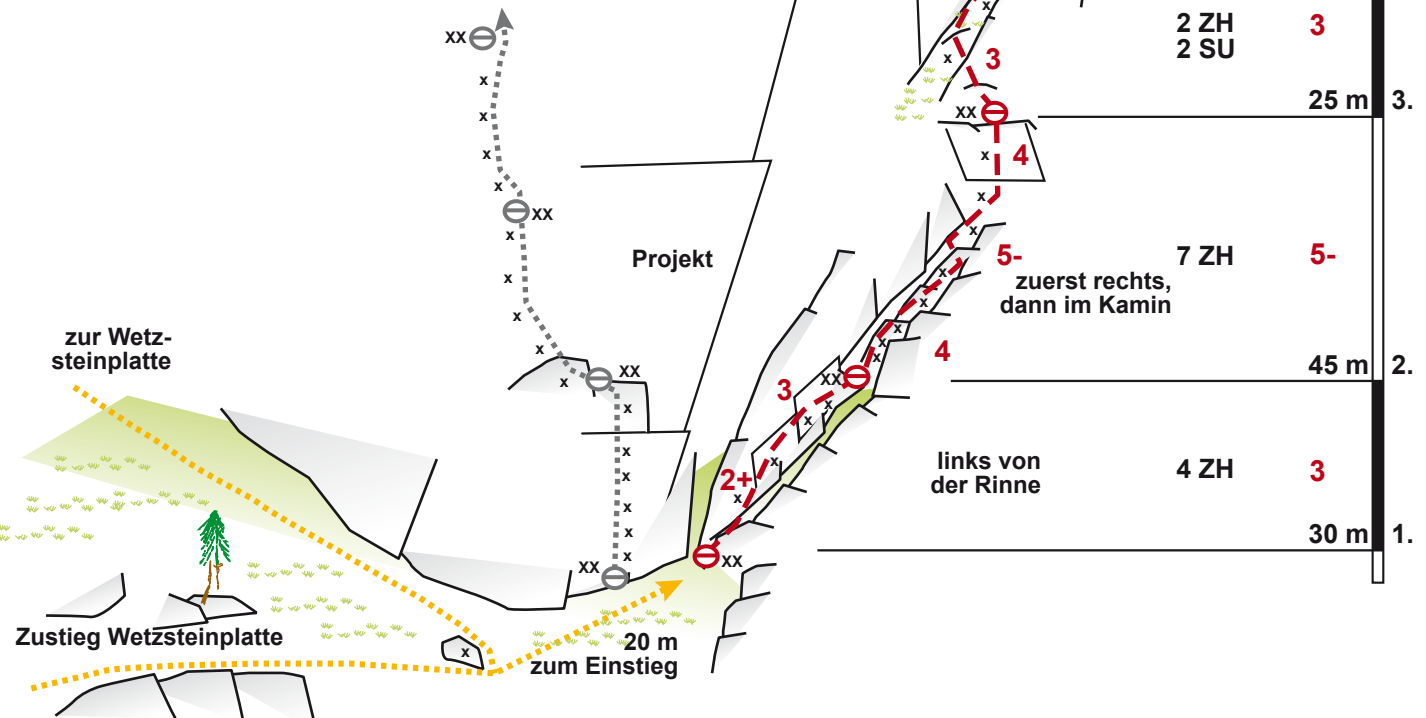 xx
2 ZH
2 SU
3
3
25 m
3.
xx
4
xx
Projekt
5-
zuerst rechts,
dann im Kamin
7 ZH
5-
zur Wetz-
steinplatte
xx
4
45 m
2.
xx
3
2+
links von
der Rinne
4 ZH
3
30 m
1.
xx
xx
Zustieg Wetzsteinplatte
x
20 m
zum Einstieg